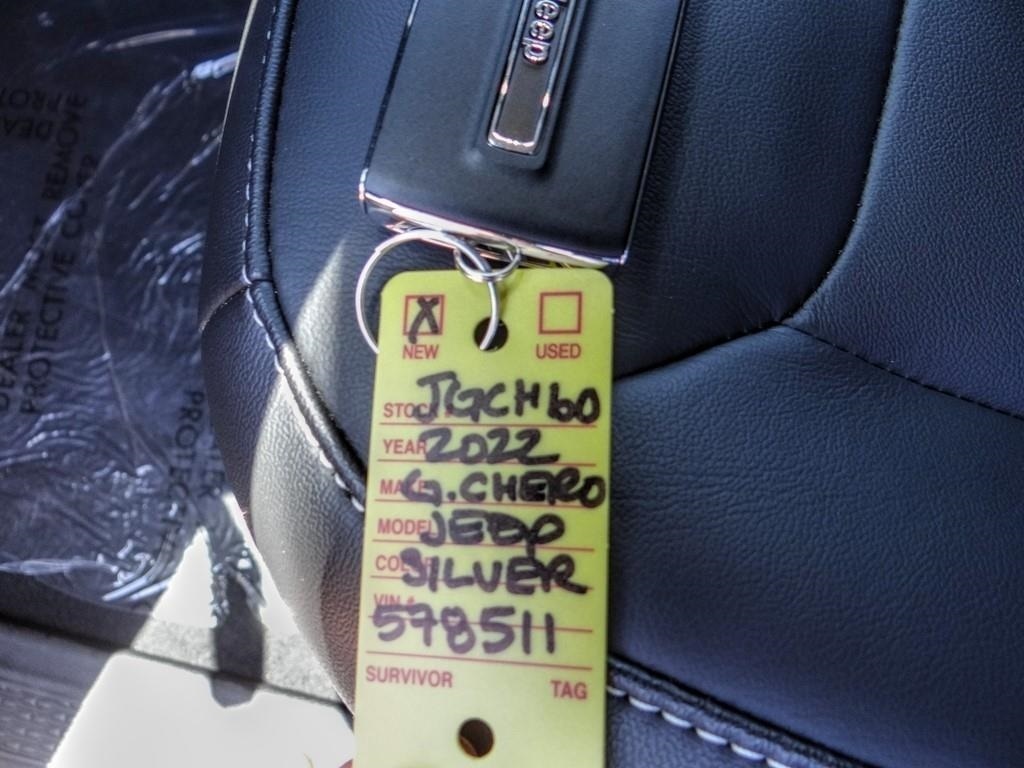 Jeep
X
NEW USED
STOCK # JGCH60
YEAR 2022
MAKE G.CHERO
MODEL JEEP
COLOR SILVER
VIN #
578511
SURVIVOR TAG
DEALER MUST REMOVE
PROTECTIVE COVER